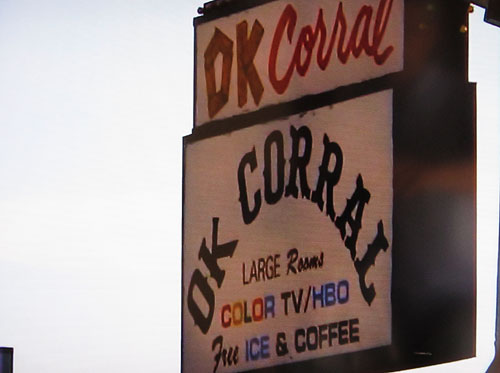 OK Corral
OK CORRAL
LARGE Rooms
COLOR TV/HBO
Free ICE & COFFEE